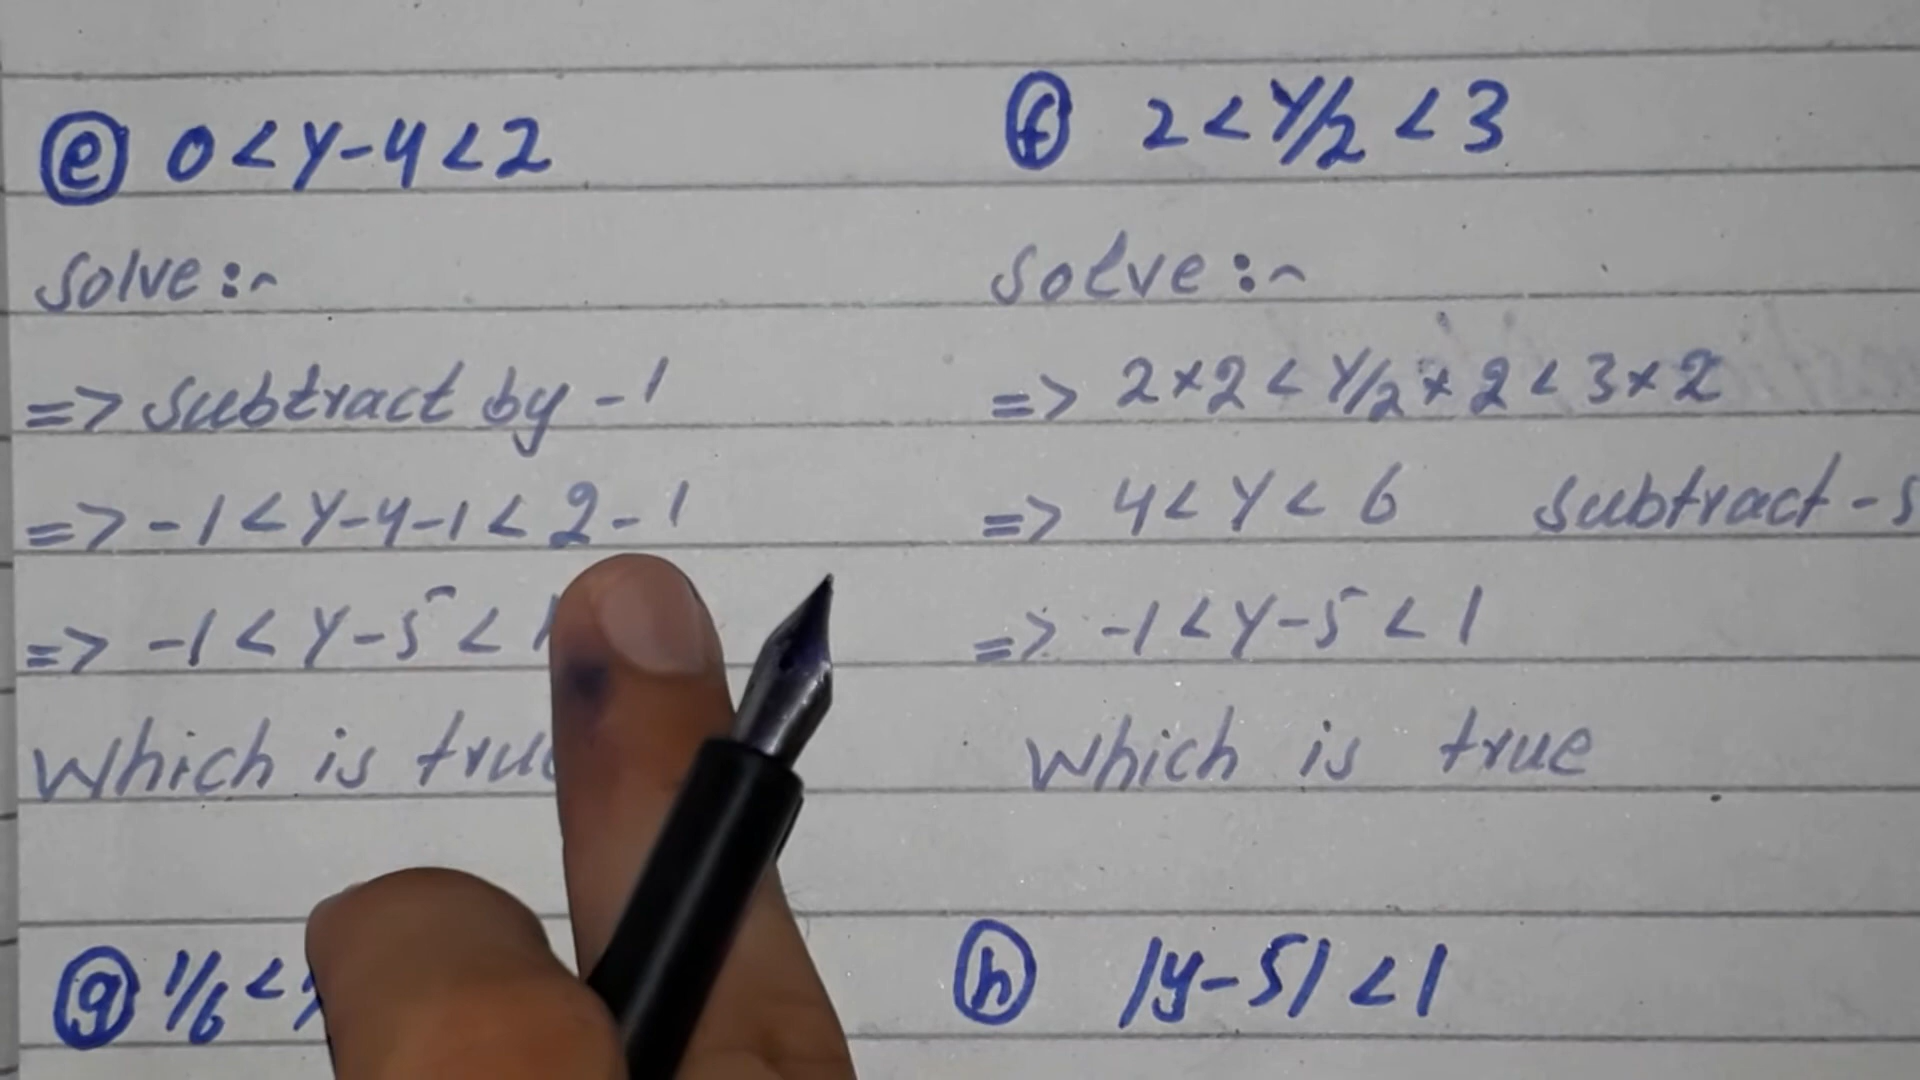 ⓔ 0 < y - 4 < 2
Solve :~
=> Subtract by - 1
=> - 1 < y - 4 - 1 < 2 - 1
=> - 1 < y - 5 < 1
Which is true
ⓕ 2 < y/2 < 3
Solve :~
=> 2 × 2 < y/2 × 2 < 3 × 2
=> 4 < y < 6 Subtract - 5
=> - 1 < y - 5 < 1
Which is true
ⓖ 1/6 <
ⓗ |y - 5| < 1